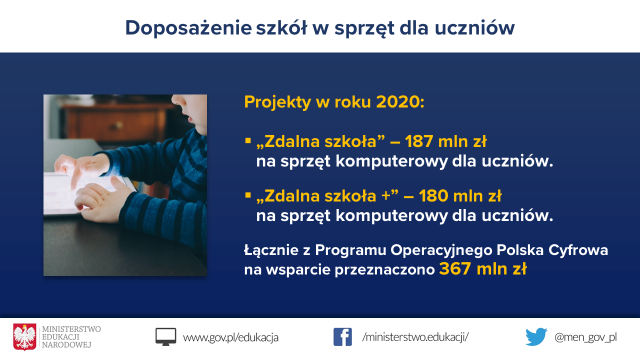 Doposażenie szkół w sprzęt dla uczniów
Projekty w roku 2020:
▪ „Zdalna szkoła” – 187 mln zł
na sprzęt komputerowy dla uczniów.
▪ „Zdalna szkoła +” – 180 mln zł
na sprzęt komputerowy dla uczniów.
Łącznie z Programu Operacyjnego Polska Cyfrowa
na wsparcie przeznaczono 367 mln zł
MINISTERSTWO
EDUKACJI
NARODOWEJ
www.gov.pl/edukacja
/ministerstwo.edukacji/
@men_gov_pl